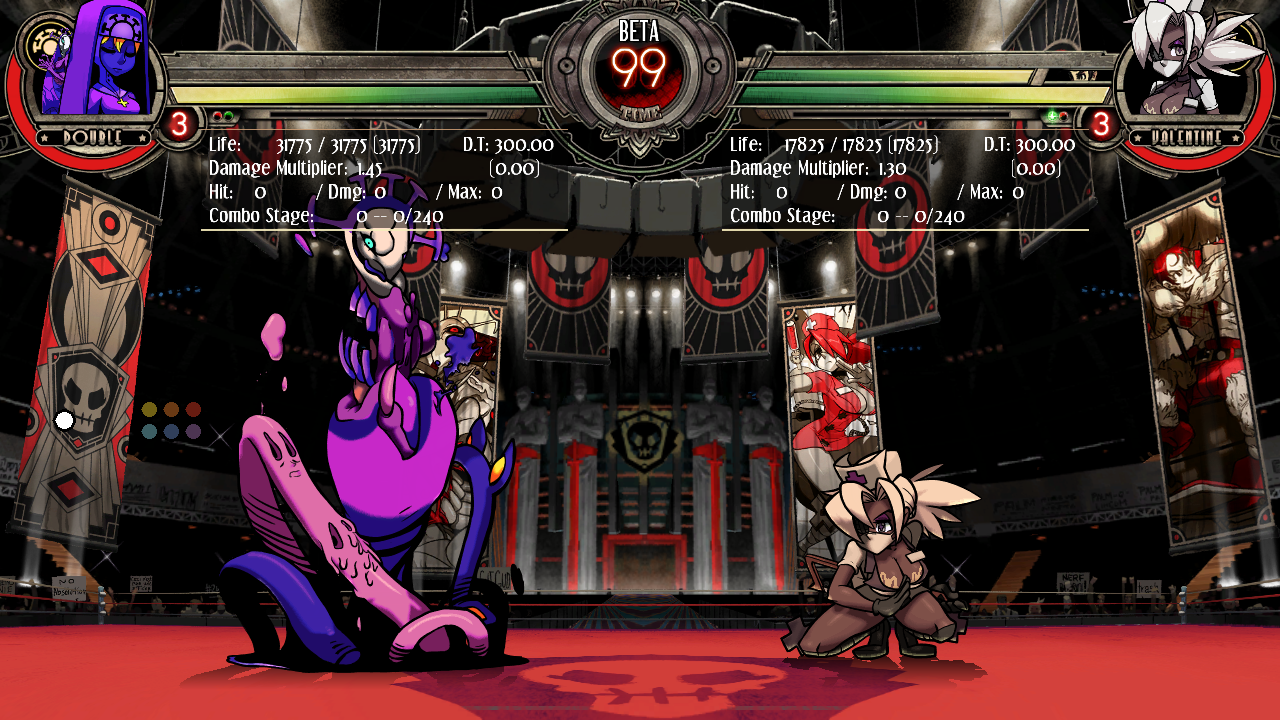 BETA
99
TIME
DOUBLE
3
VALENTINE
3
Life: 31775 / 31775 (31775) D.T: 300.00
Damage Multiplier: 1.45 (0.00)
Hit: 0 / Dmg: 0 / Max: 0
Combo Stage: 0 -- 0/240
Life: 17825 / 17825 (17825) D.T: 300.00
Damage Multiplier: 1.30 (0.00)
Hit: 0 / Dmg: 0 / Max: 0
Combo Stage: 0 -- 0/240
NO